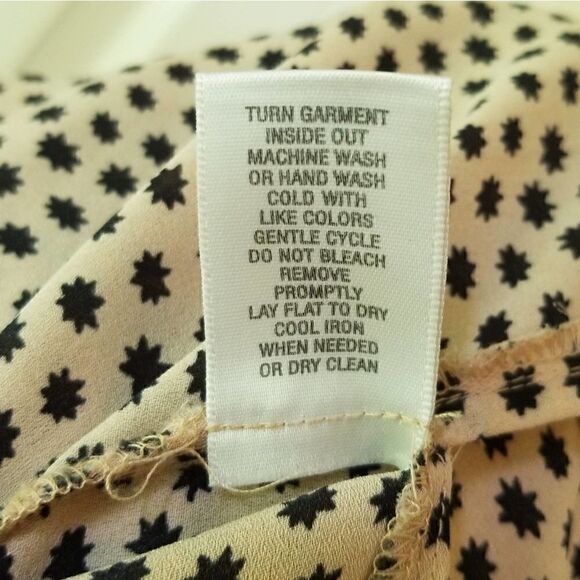 TURN GARMENT
INSIDE OUT
MACHINE WASH
OR HAND WASH
COLD WITH
LIKE COLORS
GENTLE CYCLE
DO NOT BLEACH
REMOVE
PROMPTLY
LAY FLAT TO DRY
COOL IRON
WHEN NEEDED
OR DRY CLEAN